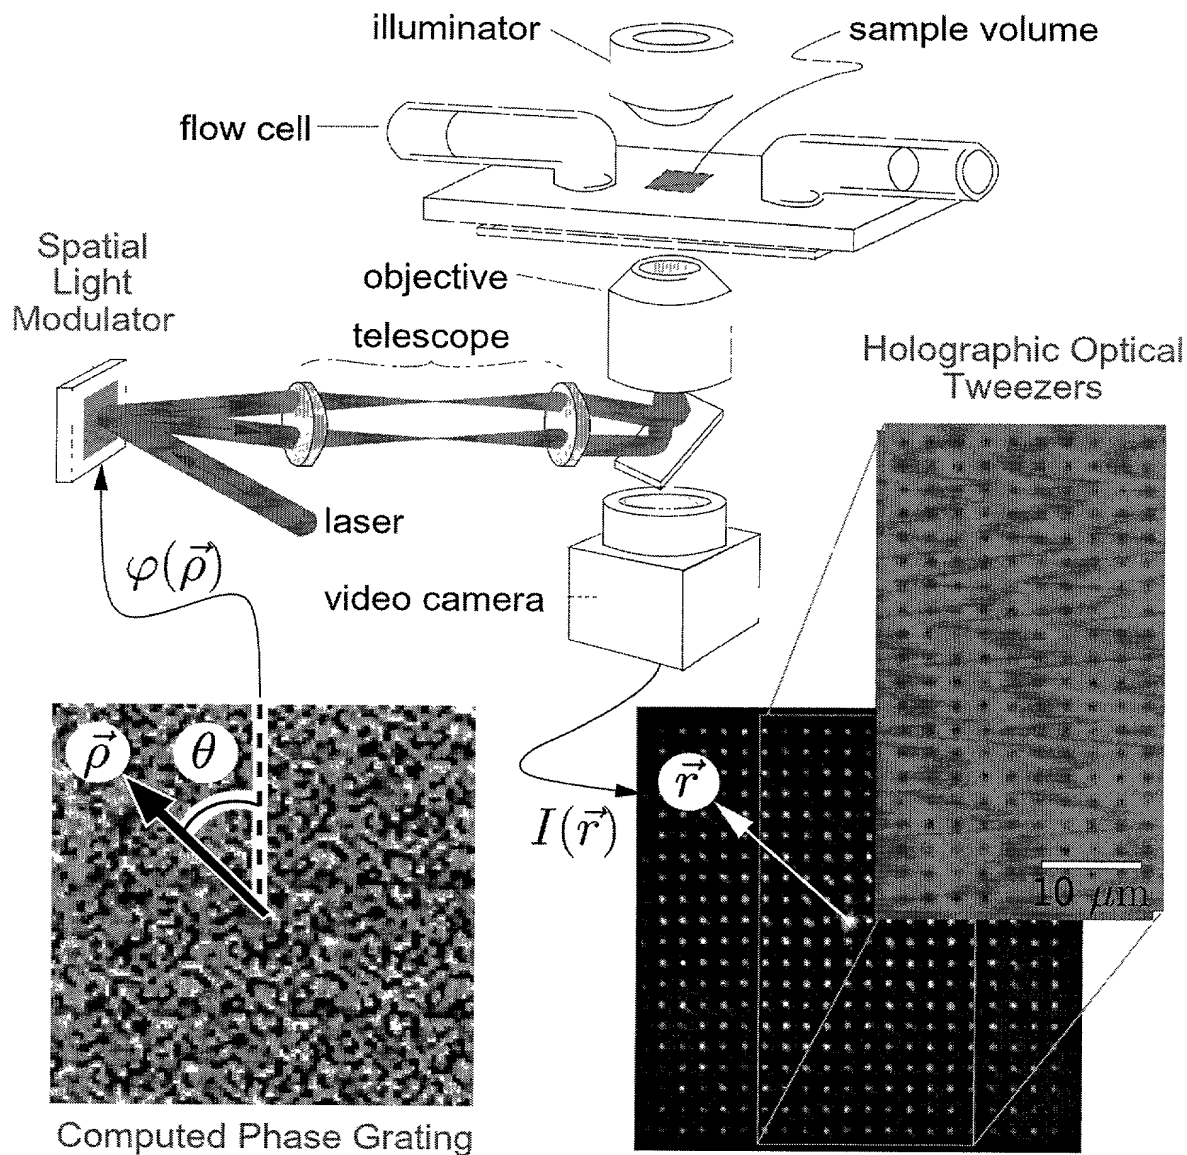 illuminator
sample volume
flow cell
Spatial
Light
Modulator
objective
telescope
Holographic Optical
Tweezers
laser
φ(ρ⃗)
video camera
ρ⃗
θ
r⃗
I(r⃗)
10 μm
Computed Phase Grating